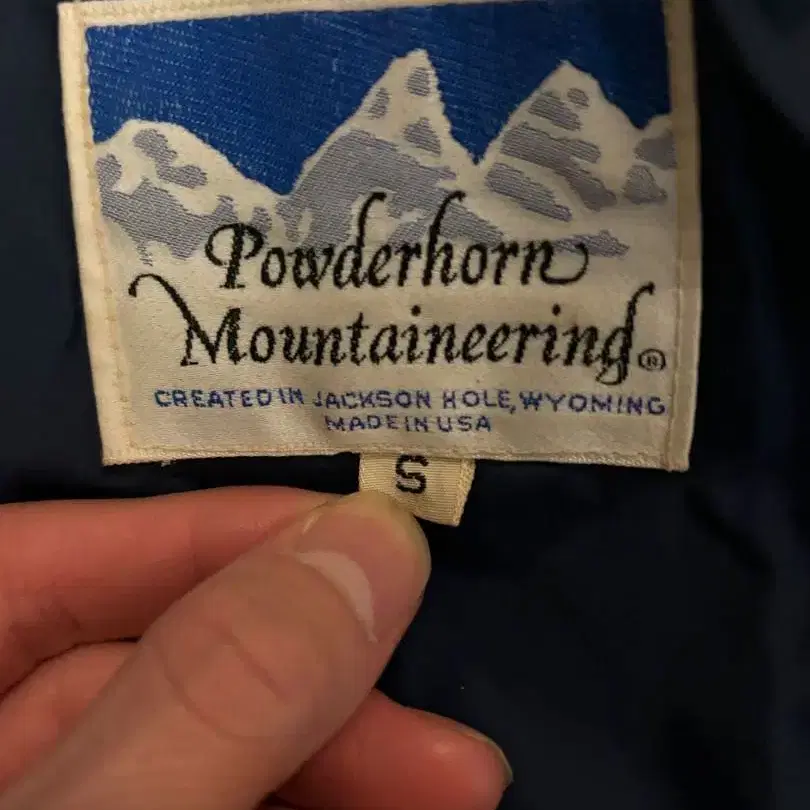 Powderhorn
Mountaineering®
CREATED IN JACKSON HOLE, WYOMING
MADE IN USA
S